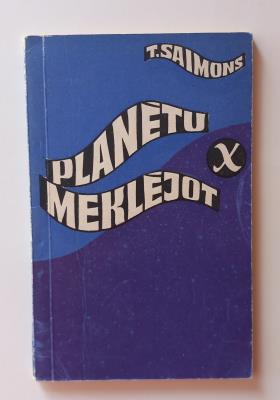 T. SAIMONS
PLANĒTU
X
MEKLĒJOT